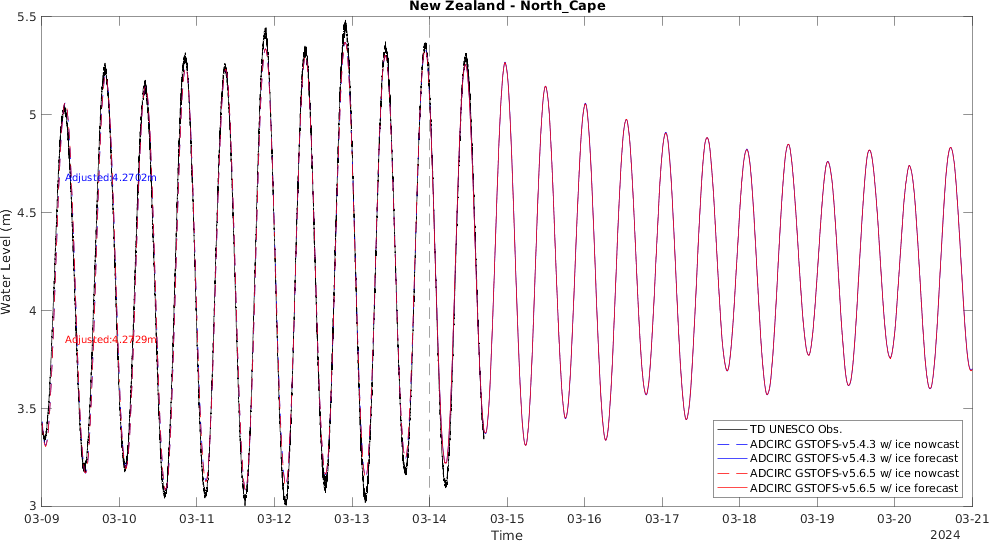 New Zealand - North_Cape
5.5
5
4.5
4
3.5
3
Water Level (m)
Adjusted:4.2702m
Adjusted:4.2729m
TD UNESCO Obs.
ADCIRC GSTOFS-v5.4.3 w/ ice nowcast
ADCIRC GSTOFS-v5.4.3 w/ ice forecast
ADCIRC GSTOFS-v5.6.5 w/ ice nowcast
ADCIRC GSTOFS-v5.6.5 w/ ice forecast
03-09 03-10 03-11 03-12 03-13 03-14 03-15 03-16 03-17 03-18 03-19 03-20 03-21
Time
2024